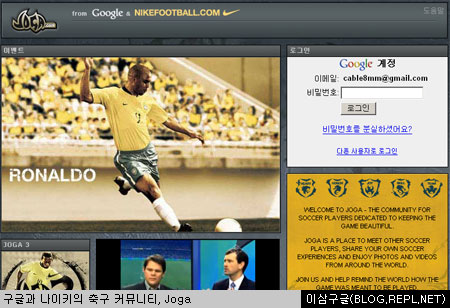 JOGA.com
from Google & NIKEFOOTBALL.COM
도움말
이벤트
로그인
RONALDO
Google 계정
이메일: cable8mm@gmail.com
비밀번호:
로그인
비밀번호를 분실하셨어요?
다른 사용자로 로그인
WELCOME TO JOGA - THE COMMUNITY FOR
SOCCER PLAYERS DEDICATED TO KEEPING
THE GAME BEAUTIFUL.
JOGA IS A PLACE TO MEET OTHER SOCCER
PLAYERS, SHARE YOUR OWN SOCCER
EXPERIENCES AND ENJOY PHOTOS AND VIDEOS
FROM AROUND THE WORLD.
JOIN US AND HELP REMIND THE WORLD HOW THE
GAME WAS MEANT TO BE PLAYED.
JOGA 3
구글과 나이키의 축구 커뮤니티, Joga
이삼구글(BLOG,REPL.NET)